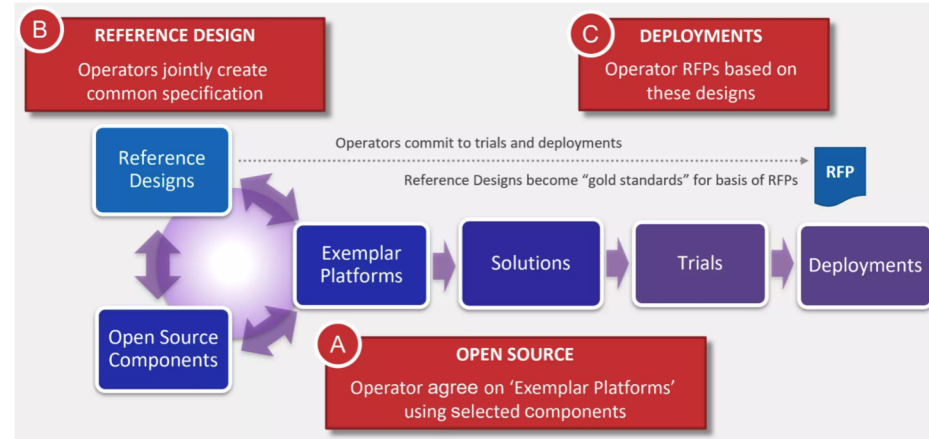 B
REFERENCE DESIGN
Operators jointly create
common specification
C
DEPLOYMENTS
Operator RFPs based on
these designs
Reference
Designs
Operators commit to trials and deployments
Reference Designs become “gold standards” for basis of RFPs
RFP
Exemplar
Platforms
Solutions
Trials
Deployments
Open Source
Components
A
OPEN SOURCE
Operator agree on ‘Exemplar Platforms’
using selected components